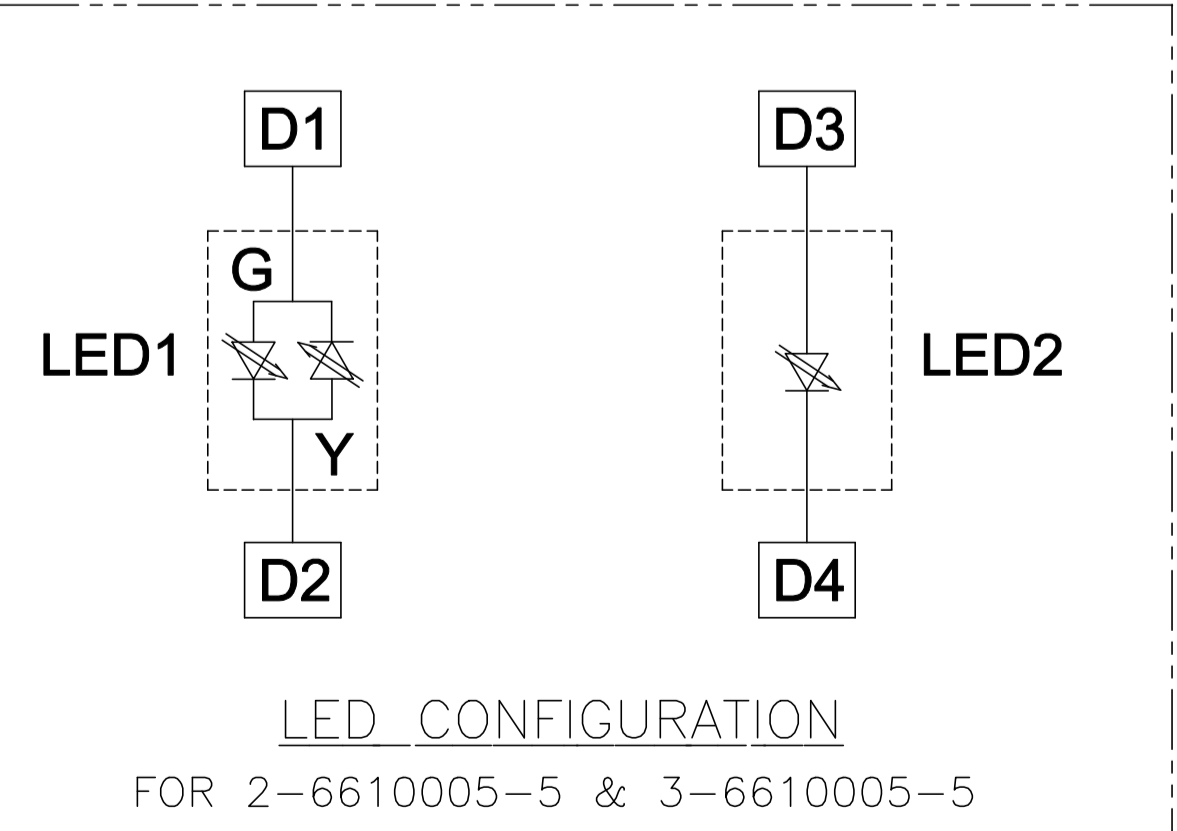 D1
D3
G
LED1
LED2
Y
D2
D4
LED CONFIGURATION
FOR 2-6610005-5 & 3-6610005-5